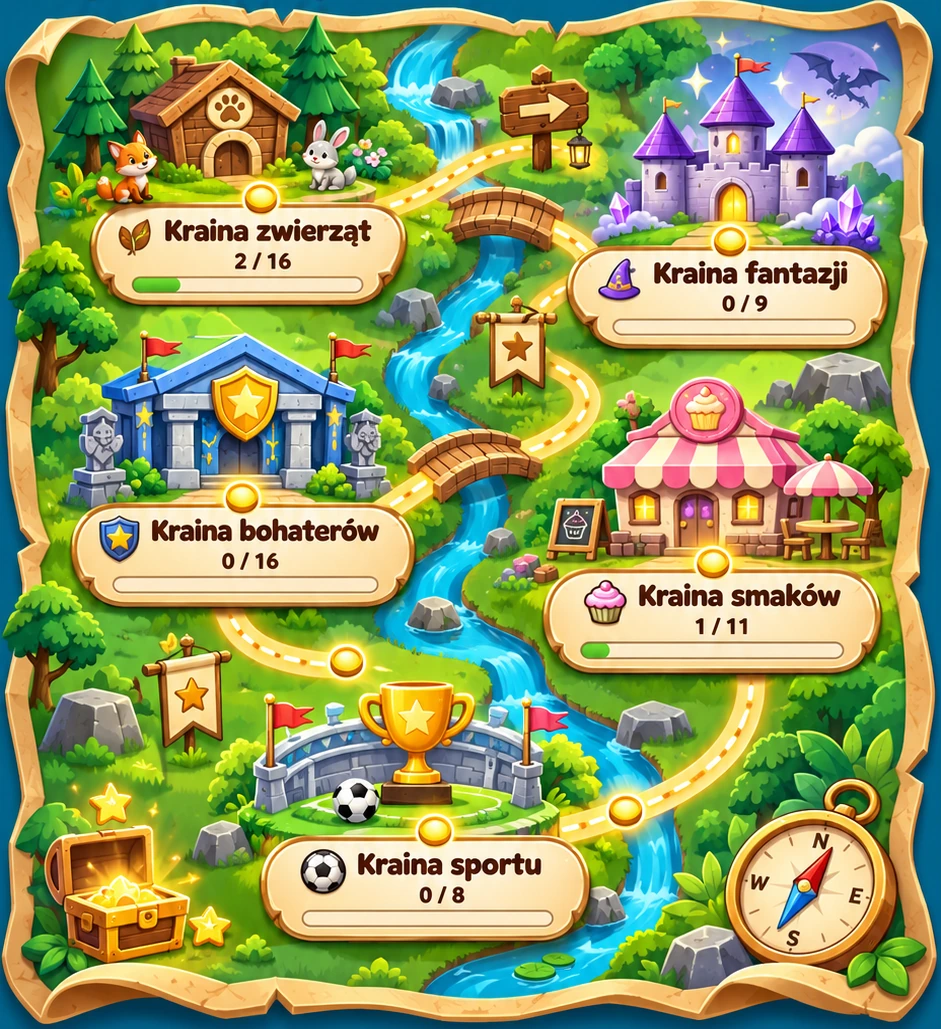 Kraina zwierząt
2 / 16
Kraina fantazji
0 / 9
Kraina bohaterów
0 / 16
Kraina smaków
1 / 11
Kraina sportu
0 / 8
N
W
E
S